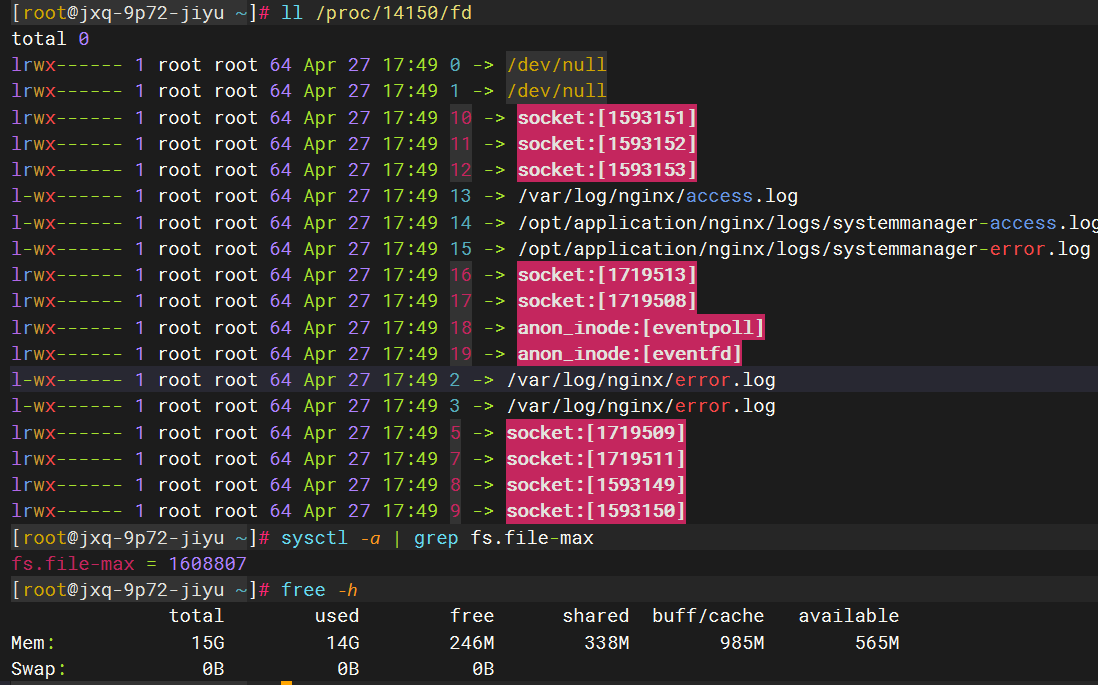 [root@jxq-9p72-jiyu ~]# ll /proc/14150/fd
total 0
lrwx------ 1 root root 64 Apr 27 17:49 0 -> /dev/null
lrwx------ 1 root root 64 Apr 27 17:49 1 -> /dev/null
lrwx------ 1 root root 64 Apr 27 17:49 10 -> socket:[1593151]
lrwx------ 1 root root 64 Apr 27 17:49 11 -> socket:[1593152]
lrwx------ 1 root root 64 Apr 27 17:49 12 -> socket:[1593153]
l-wx------ 1 root root 64 Apr 27 17:49 13 -> /var/log/nginx/access.log
l-wx------ 1 root root 64 Apr 27 17:49 14 -> /opt/application/nginx/logs/systemmanager-access.log
l-wx------ 1 root root 64 Apr 27 17:49 15 -> /opt/application/nginx/logs/systemmanager-error.log
lrwx------ 1 root root 64 Apr 27 17:49 16 -> socket:[1719513]
lrwx------ 1 root root 64 Apr 27 17:49 17 -> socket:[1719508]
lrwx------ 1 root root 64 Apr 27 17:49 18 -> anon_inode:[eventpoll]
lrwx------ 1 root root 64 Apr 27 17:49 19 -> anon_inode:[eventfd]
l-wx------ 1 root root 64 Apr 27 17:49 2 -> /var/log/nginx/error.log
l-wx------ 1 root root 64 Apr 27 17:49 3 -> /var/log/nginx/error.log
lrwx------ 1 root root 64 Apr 27 17:49 5 -> socket:[1719509]
lrwx------ 1 root root 64 Apr 27 17:49 7 -> socket:[1719511]
lrwx------ 1 root root 64 Apr 27 17:49 8 -> socket:[1593149]
lrwx------ 1 root root 64 Apr 27 17:49 9 -> socket:[1593150]
[root@jxq-9p72-jiyu ~]# sysctl -a | grep fs.file-max
fs.file-max = 1608807
[root@jxq-9p72-jiyu ~]# free -h
total used free shared buff/cache available
Mem: 15G 14G 246M 338M 985M 565M
Swap: 0B 0B 0B